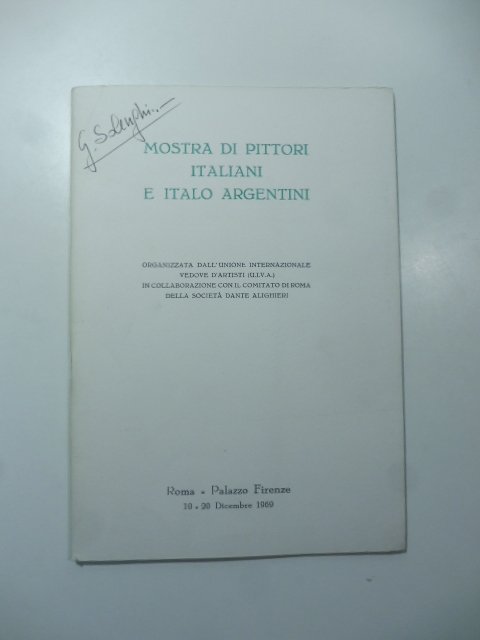 MOSTRA DI PITTORI
ITALIANI
E ITALO ARGENTINI
ORGANIZZATA DALL'UNIONE INTERNAZIONALE
VEDOVE D'ARTISTI (U.I.V.A.)
IN COLLABORAZIONE CON IL COMITATO DI ROMA
DELLA SOCIETÀ DANTE ALIGHIERI
Roma - Palazzo Firenze
10 - 20 Dicembre 1969